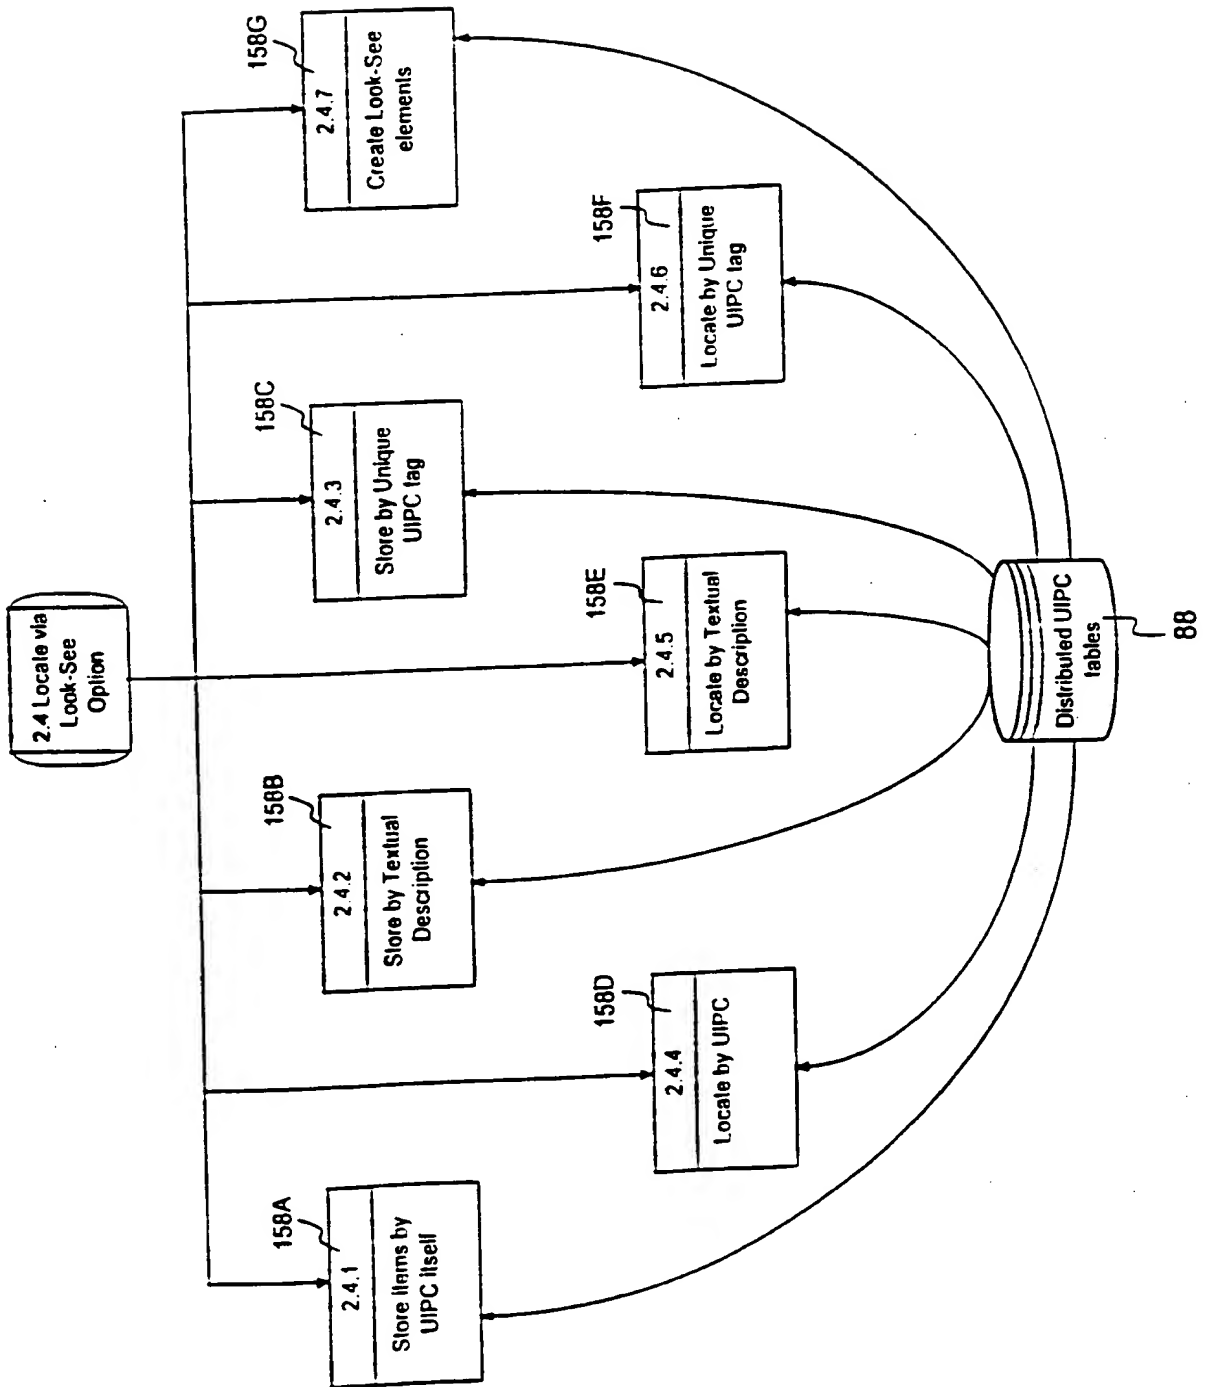 2.4 Locate via
Look-See
Option
158A
2.4.1
Store items by
UIPC itself
158B
2.4.2
Store by Textual
Description
158C
2.4.3
Store by Unique
UIPC tag
158G
2.4.7
Create Look-See
elements
158D
2.4.4
Locate by UIPC
158E
2.4.5
Locate by Textual
Description
158F
2.4.6
Locate by Unique
UIPC tag
Distributed UIPC
tables
88